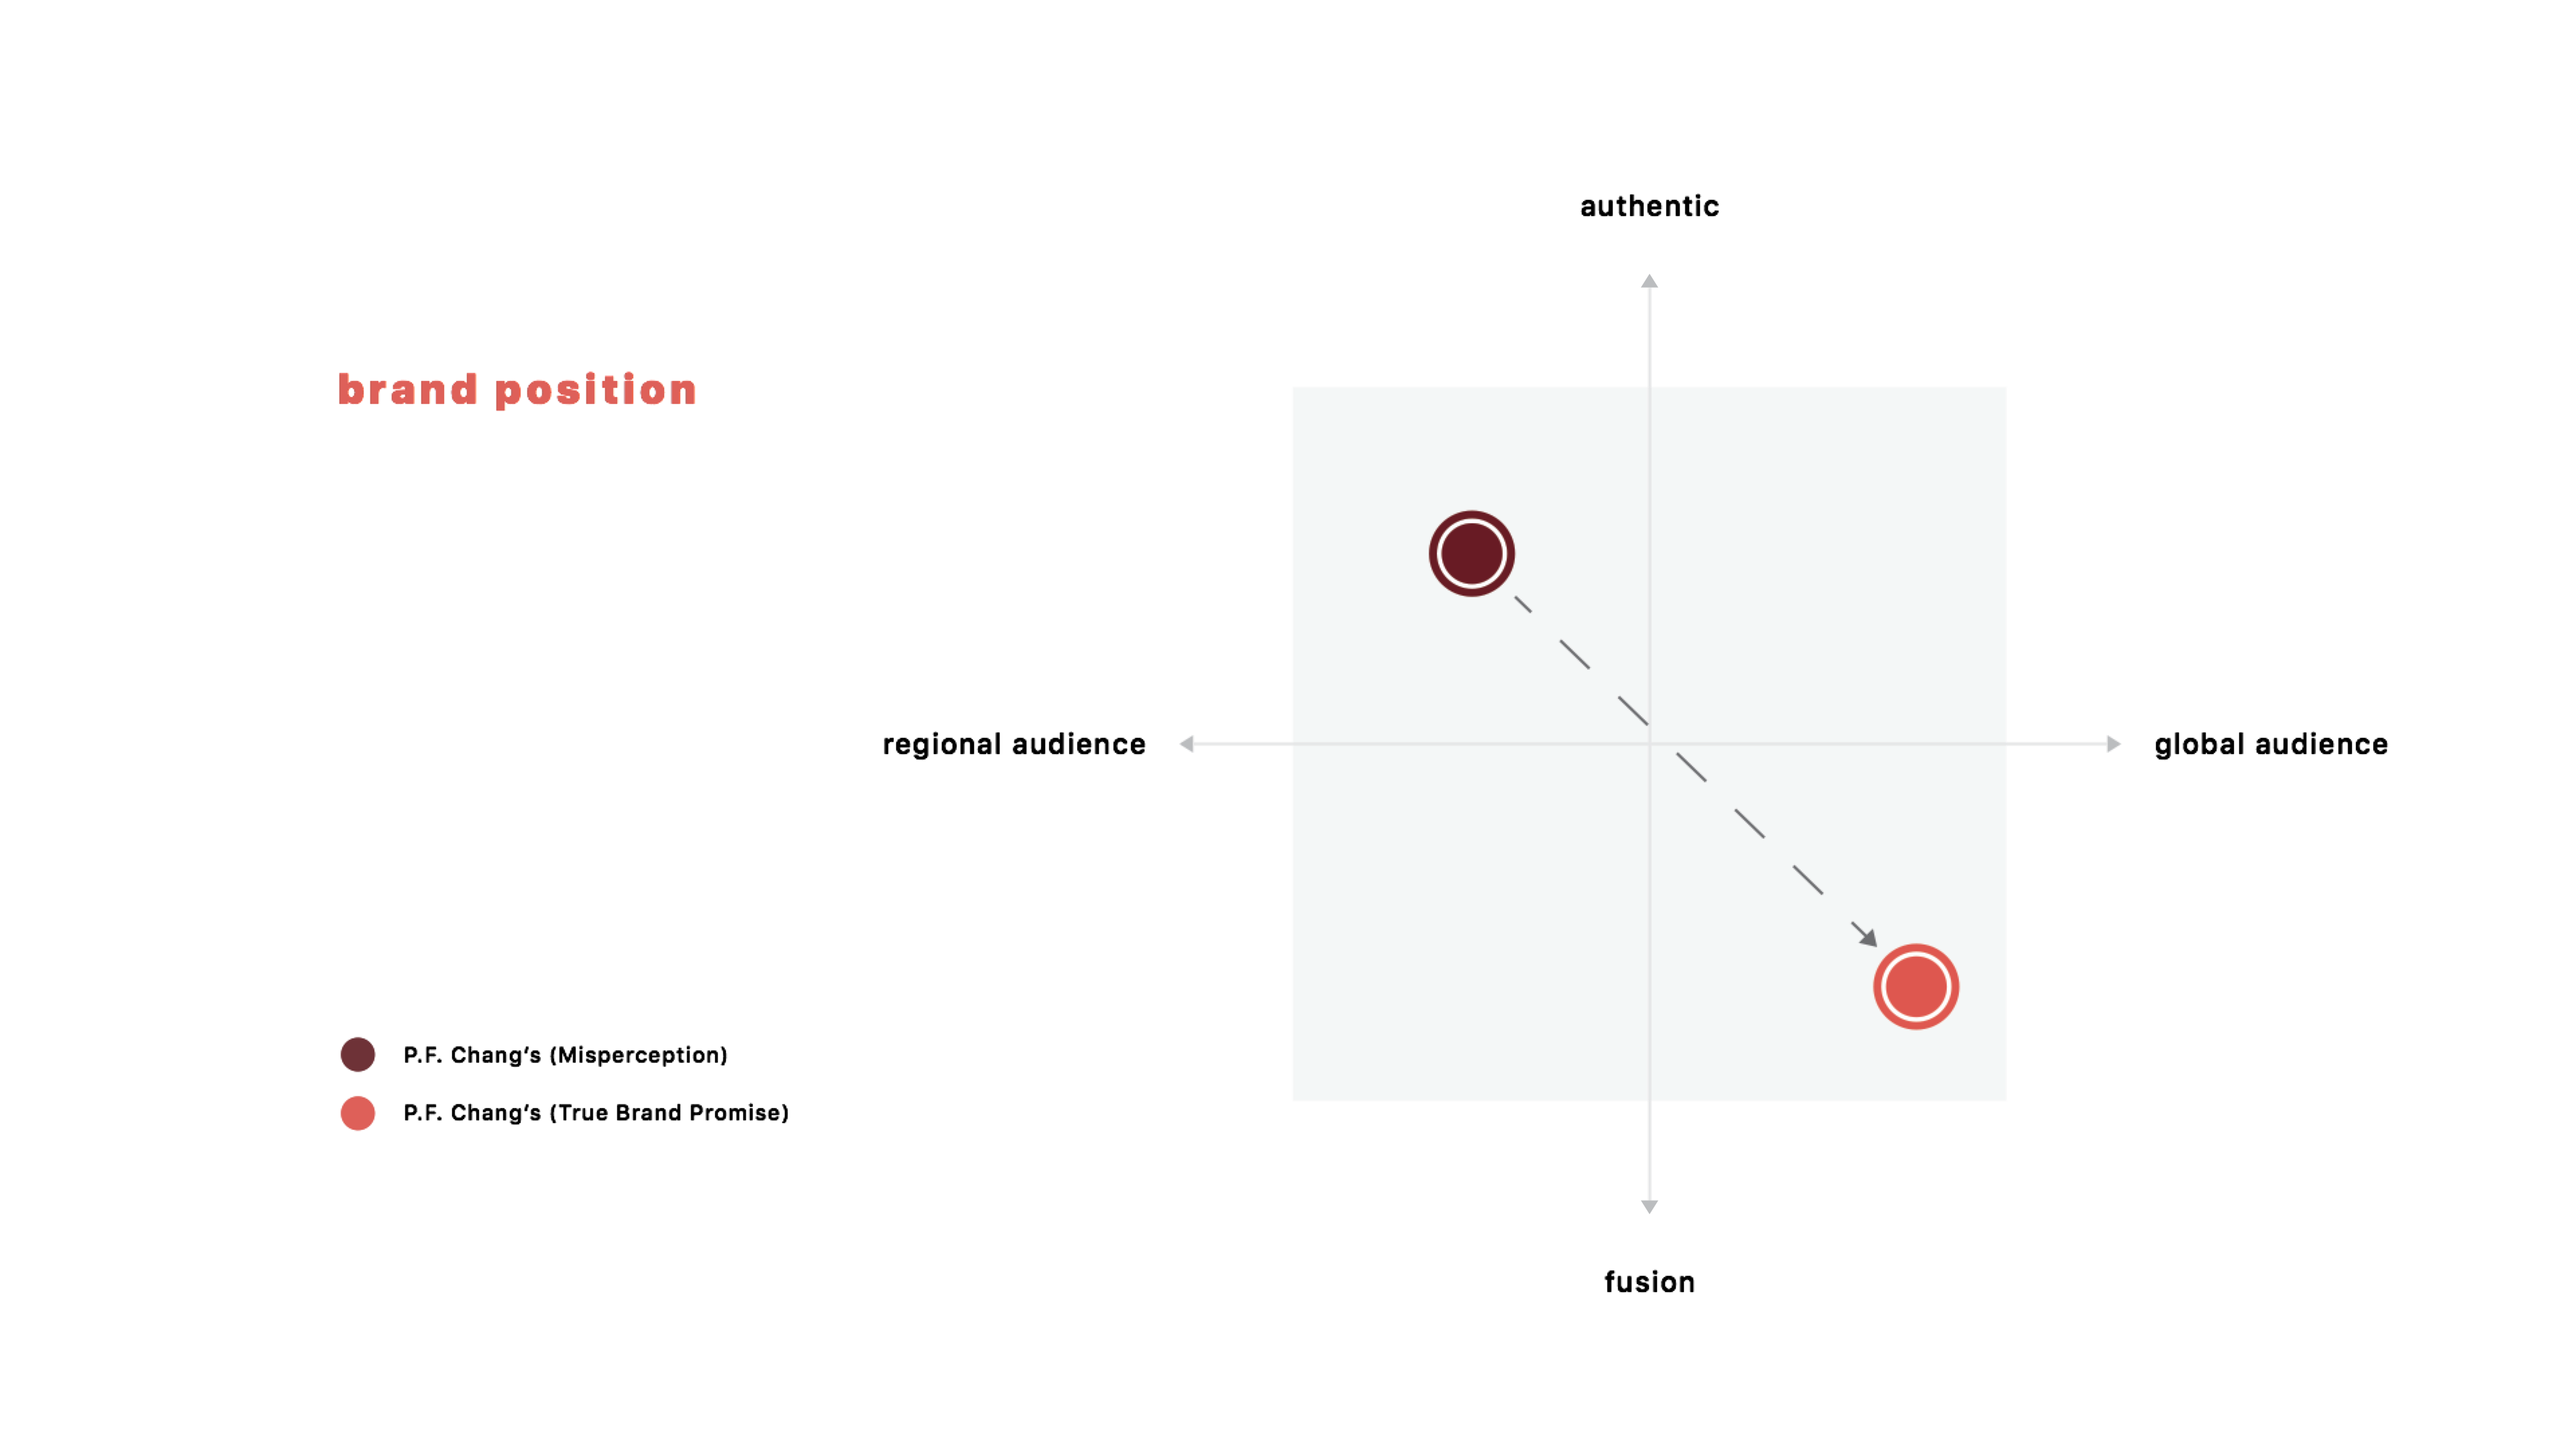 authentic
brand position
regional audience
global audience
P.F. Chang's (Misperception)
P.F. Chang's (True Brand Promise)
fusion